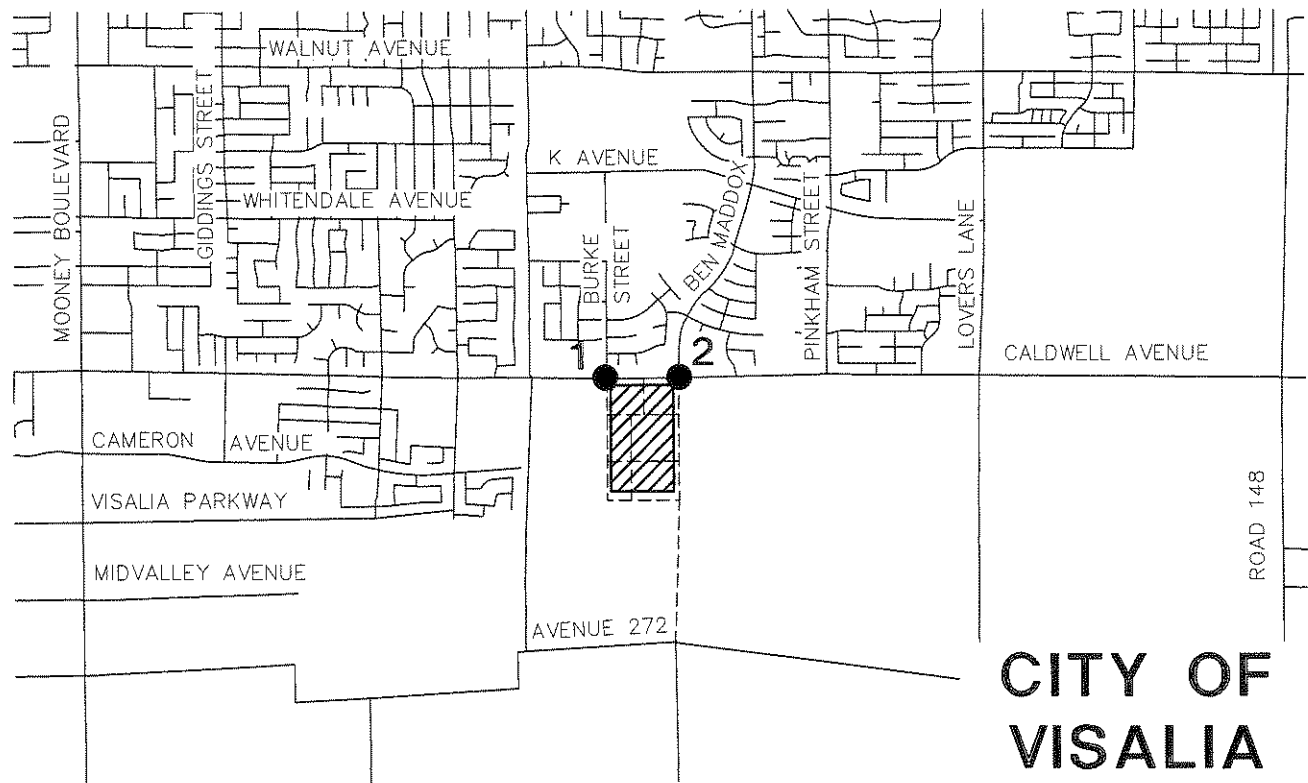 WALNUT AVENUE
MOONEY BOULEVARD
GIDDINGS STREET
K AVENUE
WHITENDALE AVENUE
BURKE
STREET
BEN MADDOX
PINKHAM STREET
LOVERS LANE
1
2
CALDWELL AVENUE
CAMERON AVENUE
VISALIA PARKWAY
ROAD 148
MIDVALLEY AVENUE
AVENUE 272
CITY OF
VISALIA